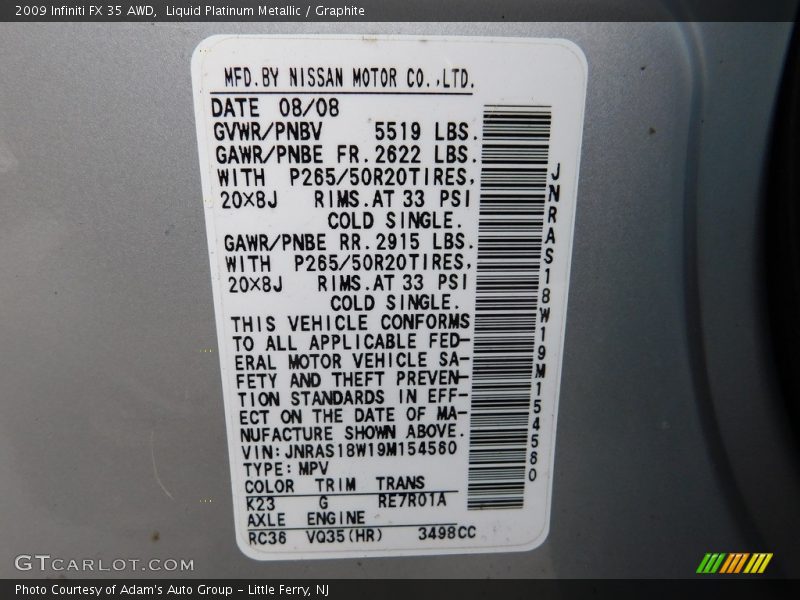 2009 Infiniti FX 35 AWD,  Liquid Platinum Metallic / Graphite
MFD.BY NISSAN MOTOR CO.,LTD.
DATE 08/08
GVWR/PNBV 5519 LBS.
GAWR/PNBE FR.2622 LBS.
WITH P265/50R20TIRES,
20×8J RIMS.AT 33 PSI
COLD SINGLE.
GAWR/PNBE RR.2915 LBS.
WITH P265/50R20TIRES,
20×8J RIMS.AT 33 PSI
COLD SINGLE.
THIS VEHICLE CONFORMS
TO ALL APPLICABLE FED-
ERAL MOTOR VEHICLE SA-
FETY AND THEFT PREVEN-
TION STANDARDS IN EFF-
ECT ON THE DATE OF MA-
NUFACTURE SHOWN ABOVE.
VIN:JNRAS18W19M154560
TYPE:MPV
COLOR TRIM TRANS
K23 G RE7R01A
AXLE ENGINE
RC36 VQ35(HR) 3498CC
JNRAS18W19M154560
GTCARLOT.COM
Photo Courtesy of Adam's Auto Group – Little Ferry, NJ